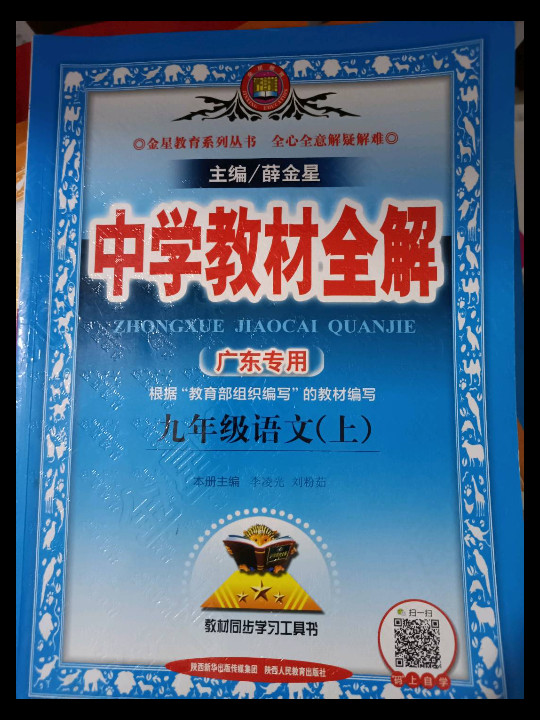 ◎金星教育系列丛书 全心全意解疑解难◎
主编/薛金星
中学教材全解
ZHONGXUE JIAOCAI QUANJIE
广东专用
根据“教育部组织编写”的教材编写
九年级语文(上)
本册主编 李凌先 刘粉茹
教材同步学习工具书
扫一扫
码上自学
陕西新华出版传媒集团 陕西人民教育出版社